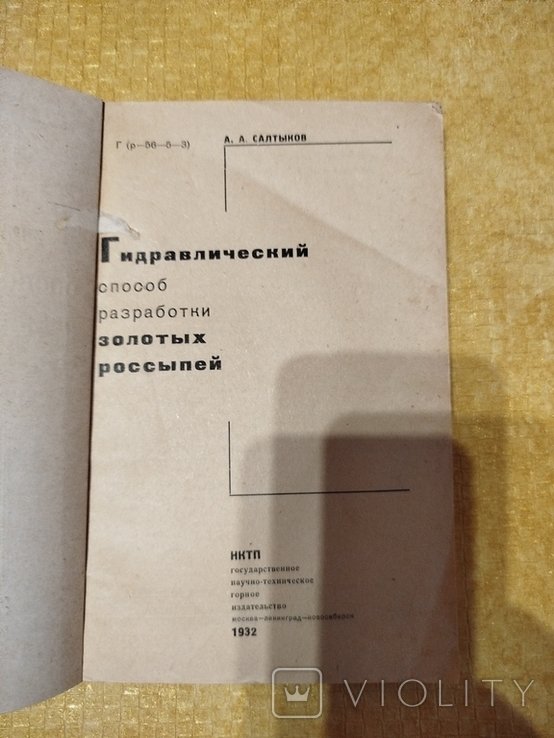 Г (р—56—5—3)
А. А. САЛТЫКОВ
Гидравлический
способ
разработки
золотых
россыпей
НКТП
государственное
научно-техническое
горное
издательство
москва—ленинград—новосибирск
1932
VIOLITY